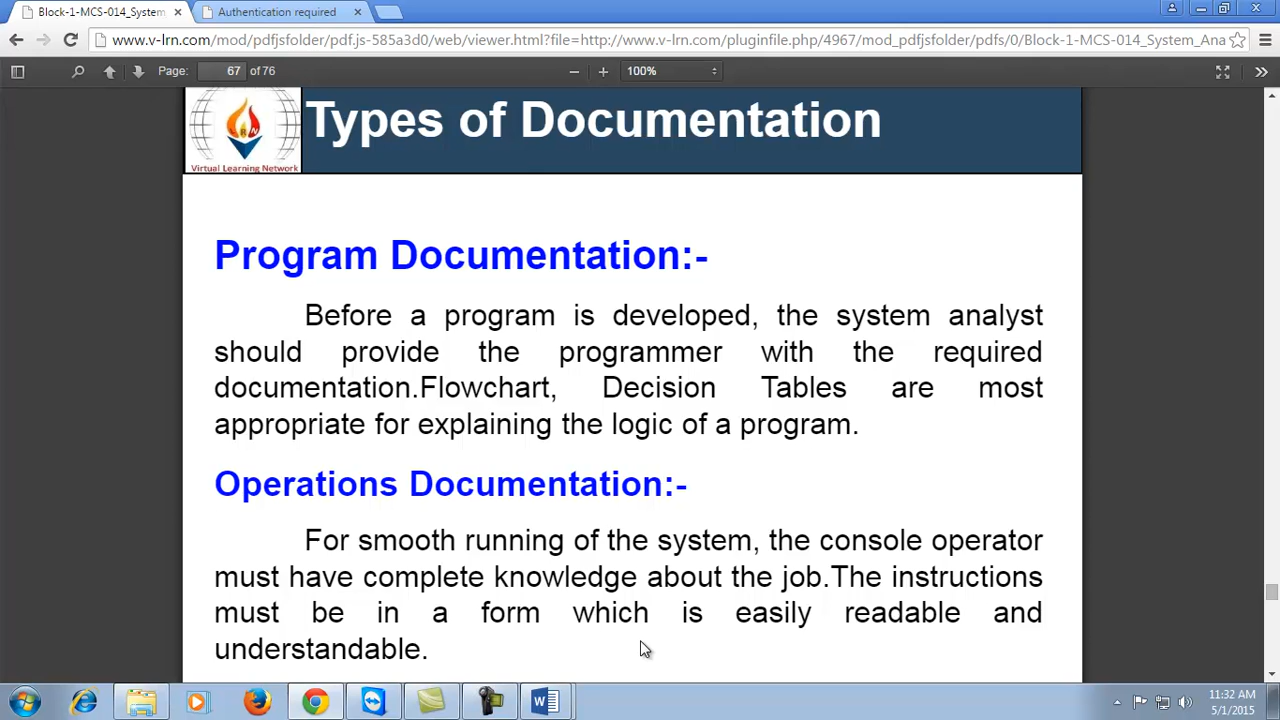 Block-1-MCS-014_System
Authentication required
www.v-lrn.com/mod/pdfjsfolder/pdf.js-585a3d0/web/viewer.html?file=http://www.v-lrn.com/pluginfile.php/4967/mod_pdfjsfolder/pdfs/0/Block-1-MCS-014_System_Ana
Page: 67 of 76
100%
Types of Documentation
RN
Virtual Learning Network
Program Documentation:-
Before a program is developed, the system analyst
should provide the programmer with the required
documentation.Flowchart, Decision Tables are most
appropriate for explaining the logic of a program.
Operations Documentation:-
For smooth running of the system, the console operator
must have complete knowledge about the job.The instructions
must be in a form which is easily readable and
understandable.
11:32 AM
5/1/2015